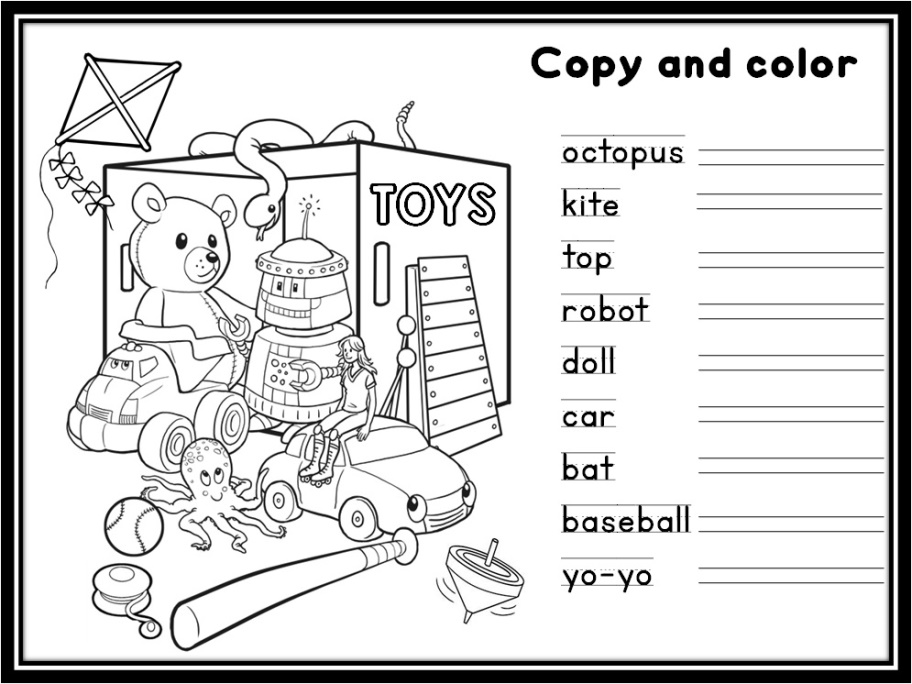 Copy and color
TOYS
octopus
kite
top
robot
doll
car
bat
baseball
yo-yo